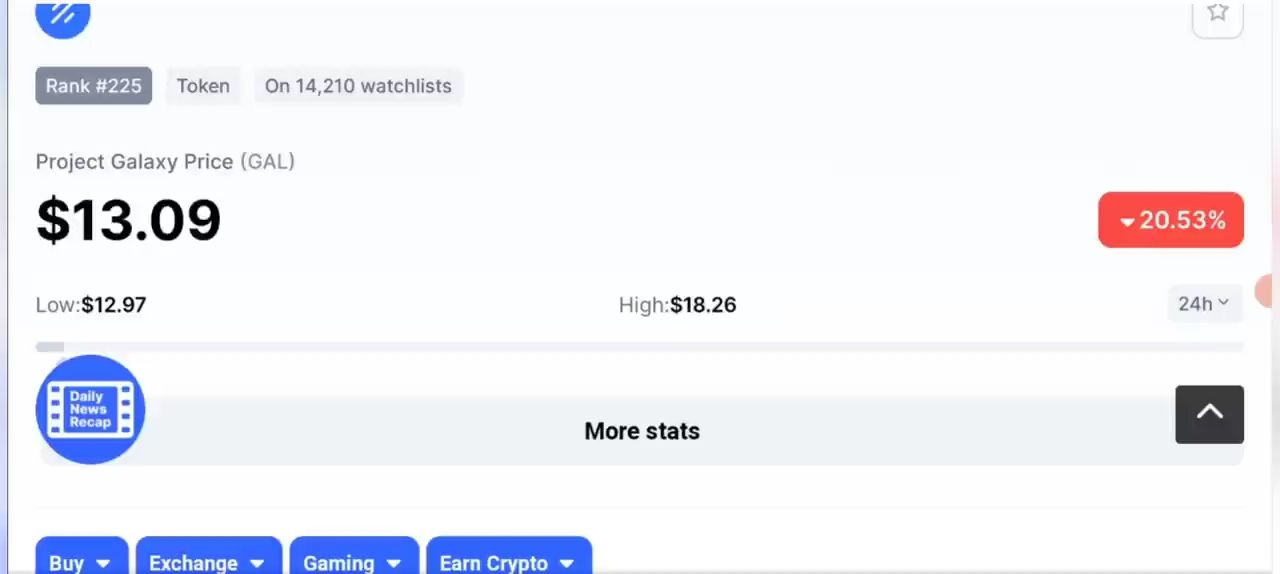 Rank #225 Token On 14,210 watchlists
Project Galaxy Price (GAL)
$13.09 20.53%
Low:$12.97 High:$18.26 24h
Daily
News
Recap
More stats
Buy Exchange Gaming Earn Crypto